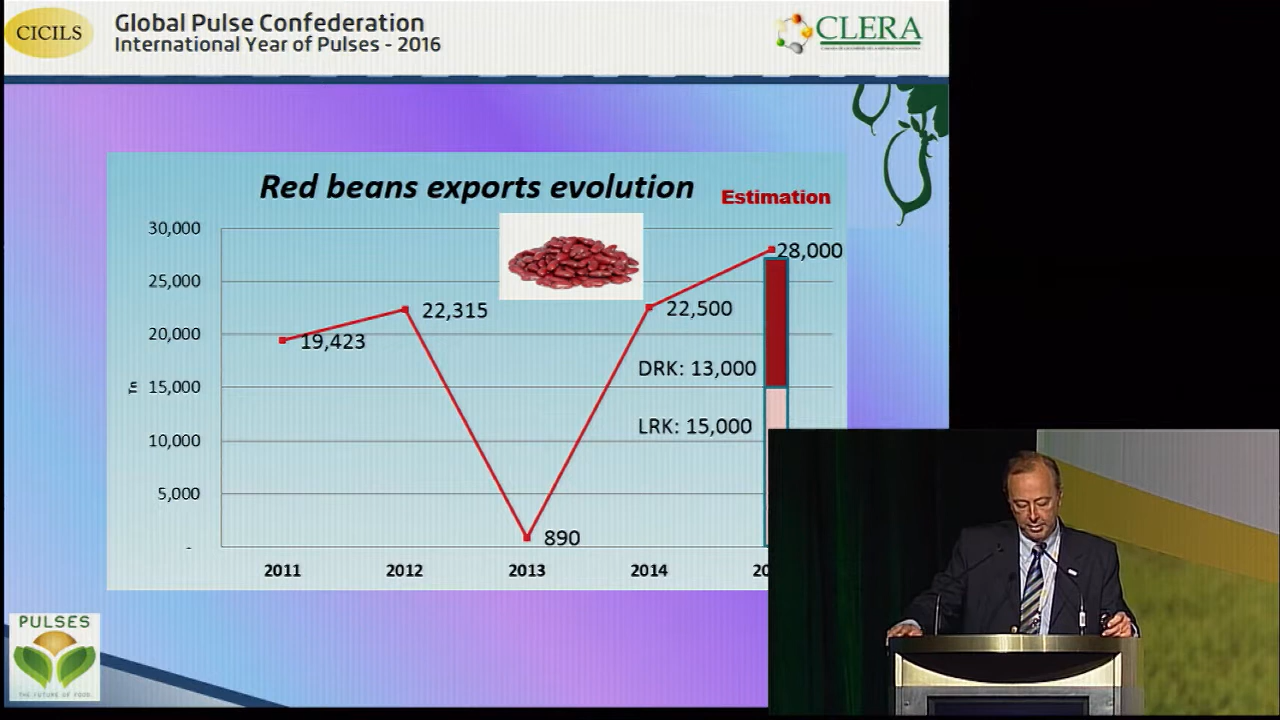 CICILS
Global Pulse Confederation
International Year of Pulses - 2016
CLERA
Red beans exports evolution
Estimation
30,000
28,000
25,000
22,315
22,500
20,000
19,423
DRK: 13,000
Tn
15,000
LRK: 15,000
10,000
5,000
890
-
2011
2012
2013
2014
20
PULSES
THE FUTURE OF FOOD